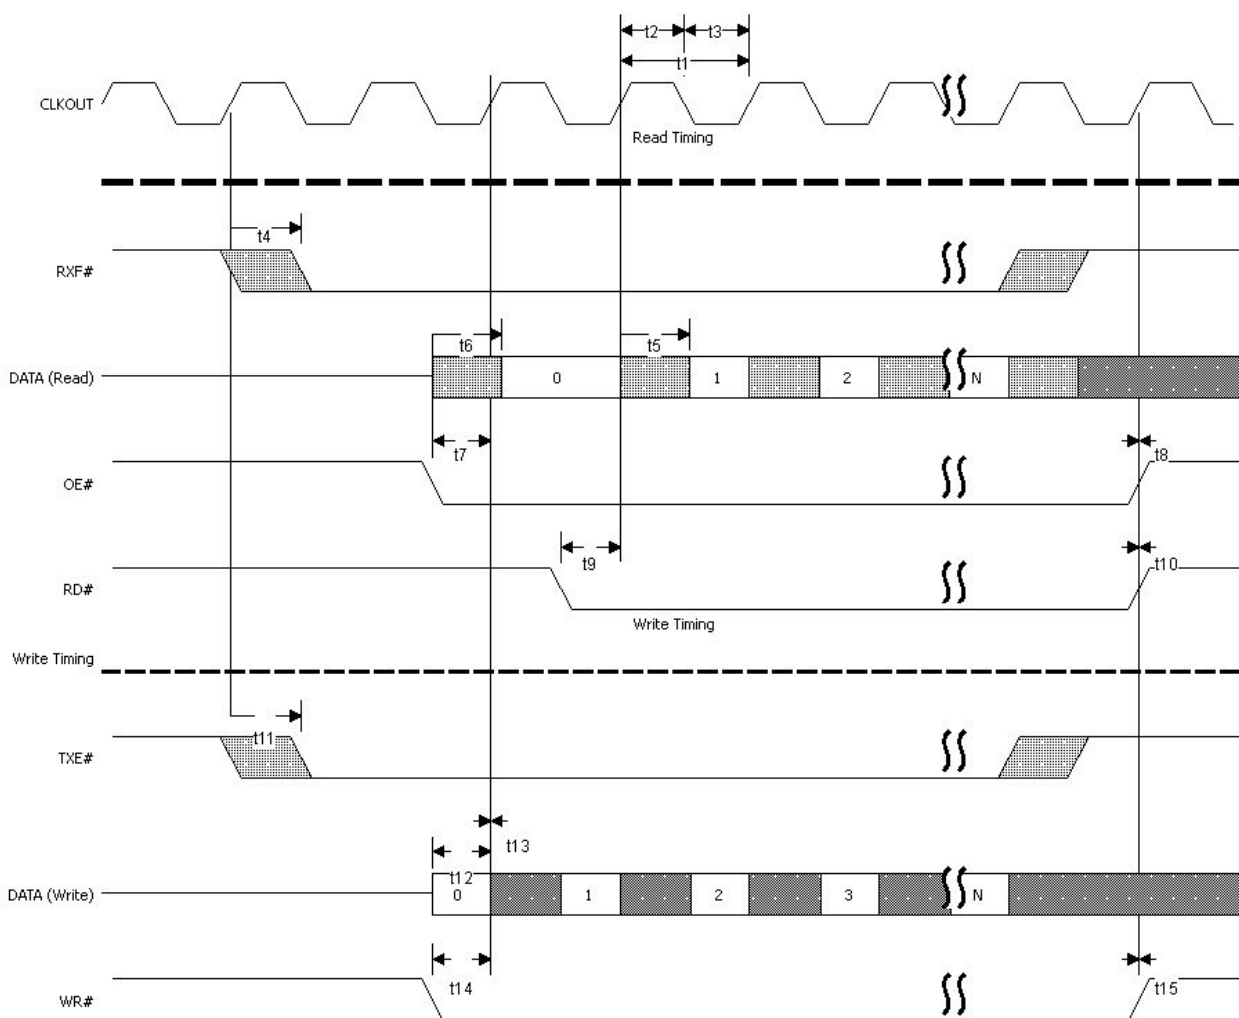 t2 t3
t1
CLKOUT
Read Timing
t4
RXF#
t6 t5
DATA (Read) 0 1 2 N
t7 t8
OE#
t9 t10
RD#
Write Timing
Write Timing
t11
TXE#
t13
t12
DATA (Write) 0 1 2 3 N
t14 t15
WR#